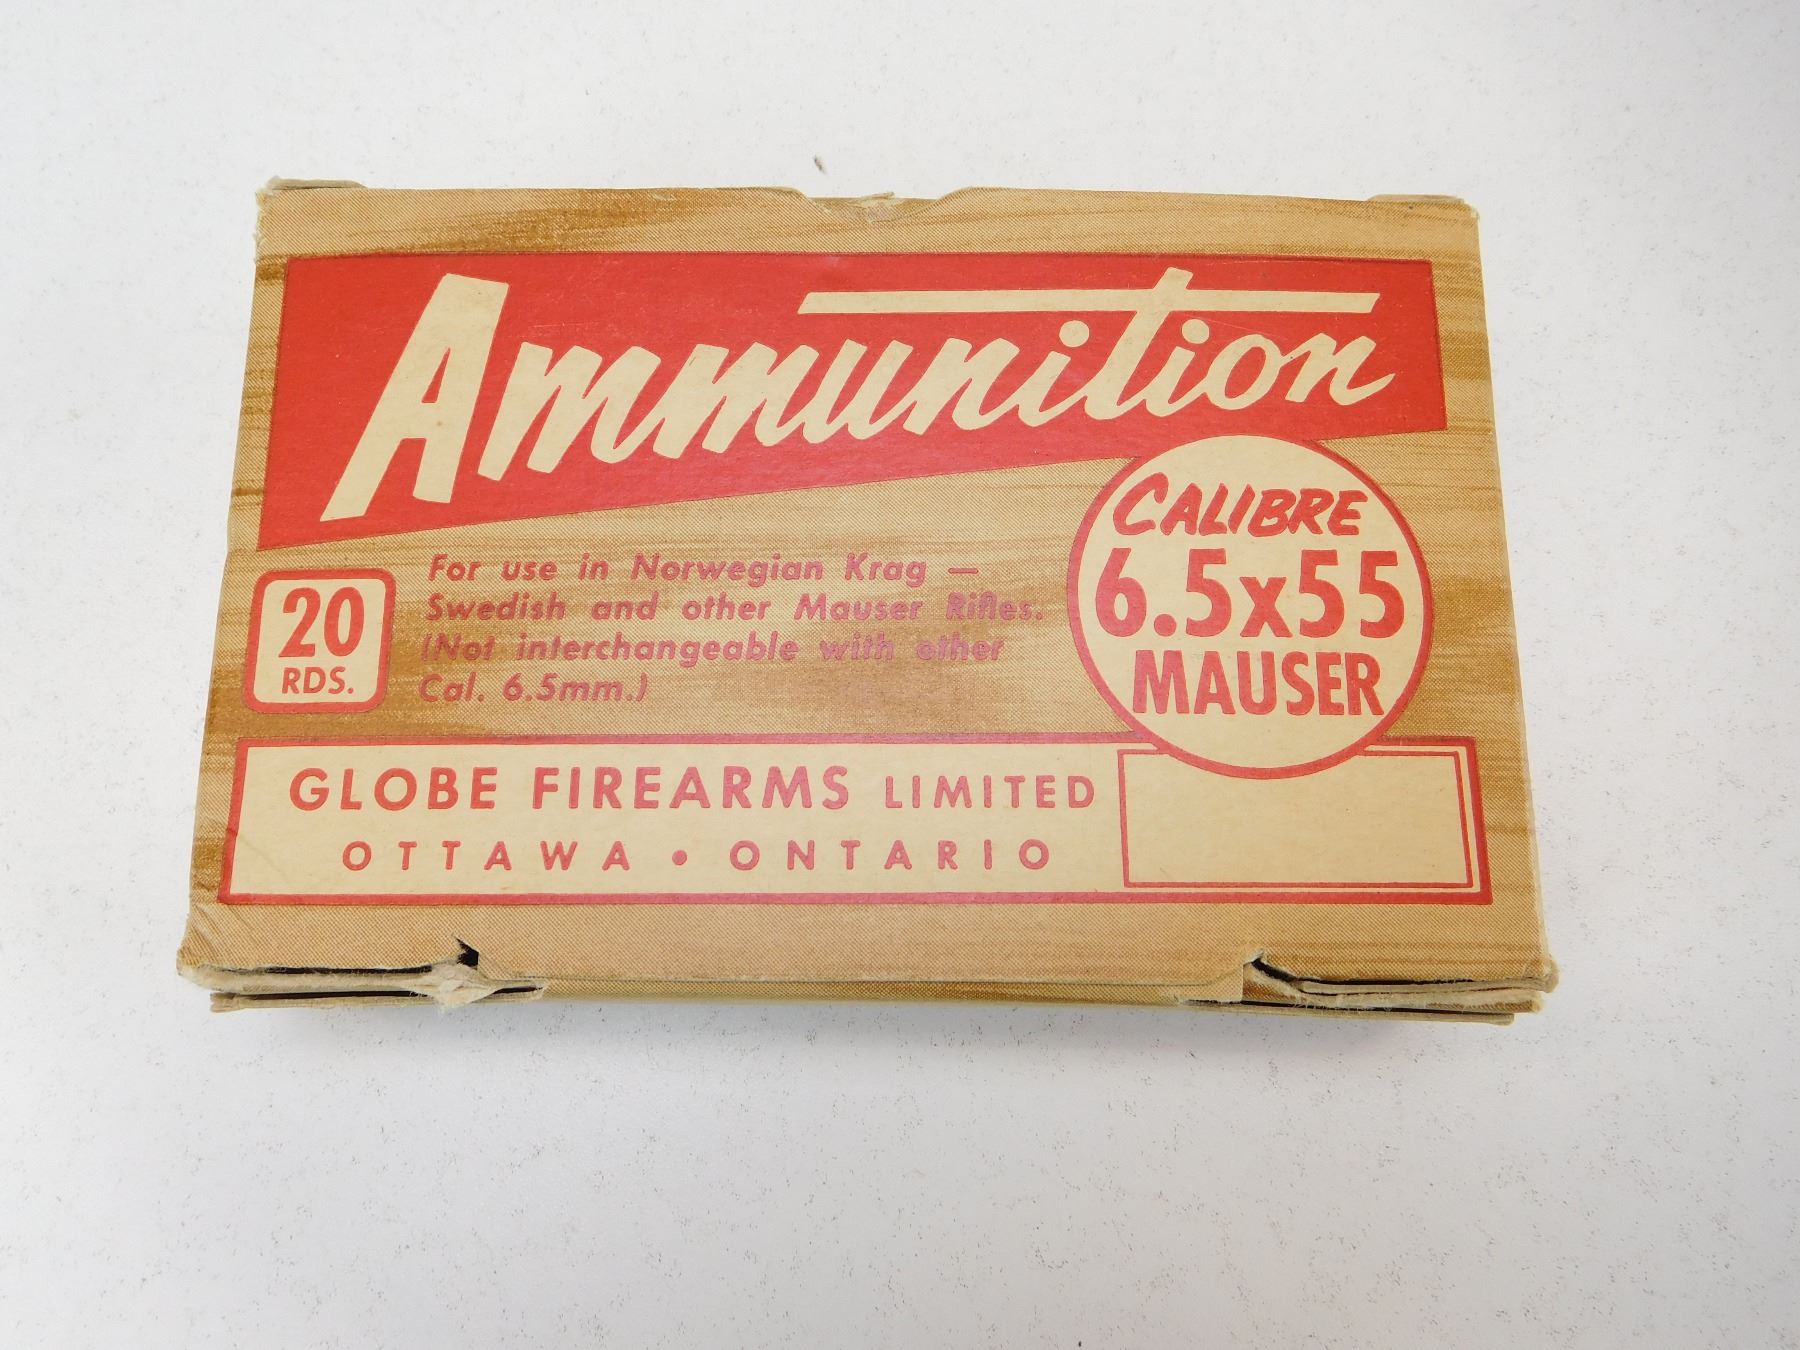 Ammunition
CALIBRE
6.5x55
MAUSER
20
RDS.
For use in Norwegian Krag —
Swedish and other Mauser Rifles.
(Not interchangeable with other
Cal. 6.5mm.)
GLOBE FIREARMS LIMITED
OTTAWA • ONTARIO